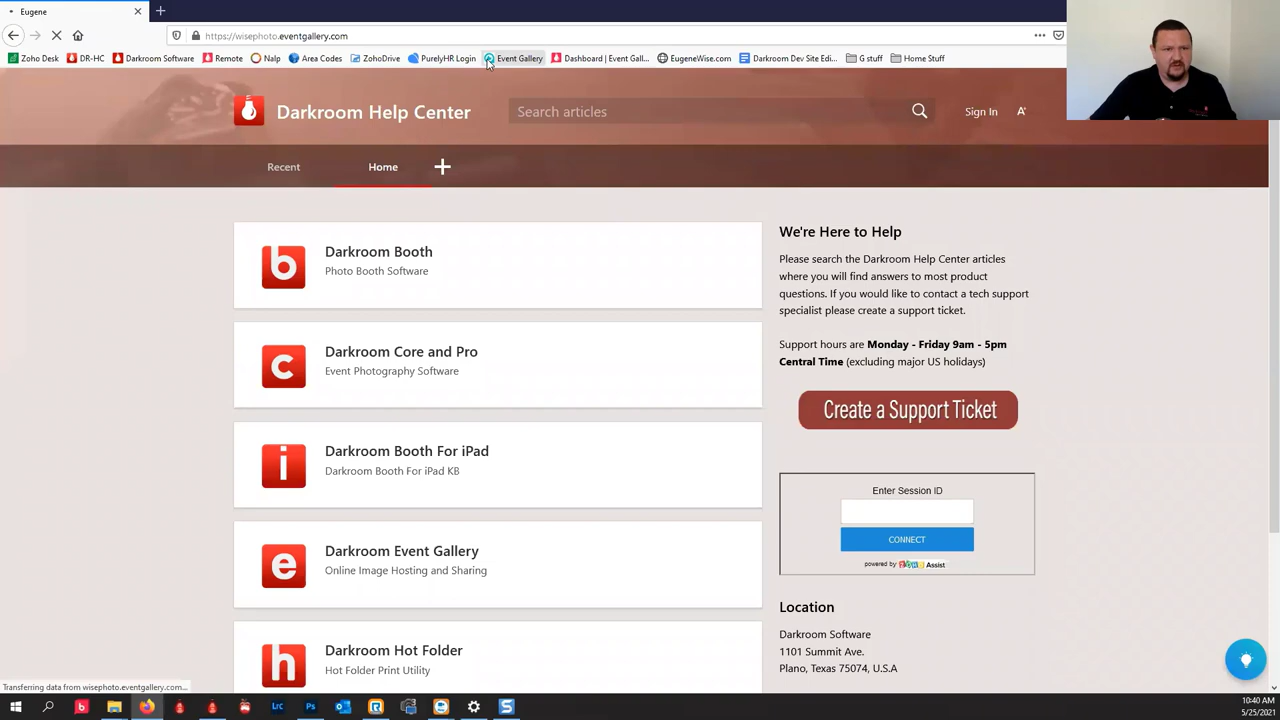 Eugene
https://wisephoto.eventgallery.com
Zoho Desk DR-HC Darkroom Software Remote Nalp Area Codes ZohoDrive PurelyHR Login Event Gallery Dashboard | Event Gall... EugeneWise.com Darkroom Dev Site Edi... G stuff Home Stuff
Darkroom Help Center
Search articles
Sign In
A
Recent
Home
b
Darkroom Booth
Photo Booth Software
c
Darkroom Core and Pro
Event Photography Software
i
Darkroom Booth For iPad
Darkroom Booth For iPad KB
e
Darkroom Event Gallery
Online Image Hosting and Sharing
h
Darkroom Hot Folder
Hot Folder Print Utility
We're Here to Help
Please search the Darkroom Help Center articles
where you will find answers to most product
questions. If you would like to contact a tech support
specialist please create a support ticket.
Support hours are Monday - Friday 9am - 5pm
Central Time (excluding major US holidays)
Create a Support Ticket
Enter Session ID
CONNECT
powered by ZOHO Assist
Location
Darkroom Software
1101 Summit Ave.
Plano, Texas 75074, U.S.A
Transferring data from wisephoto.eventgallery.com...
b Lrc Ps
10:40 AM
5/25/2021